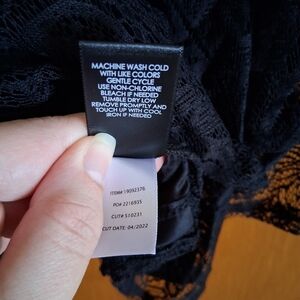 MACHINE WASH COLD
WITH LIKE COLORS
GENTLE CYCLE
USE NON-CHLORINE
BLEACH IF NEEDED
TUMBLE DRY LOW
REMOVE PROMPTLY AND
TOUCH UP WITH COOL
IRON IF NEEDED
ITEM# 19092376
PO# 2216935
CUT# 510231
CUT DATE: 04/2022